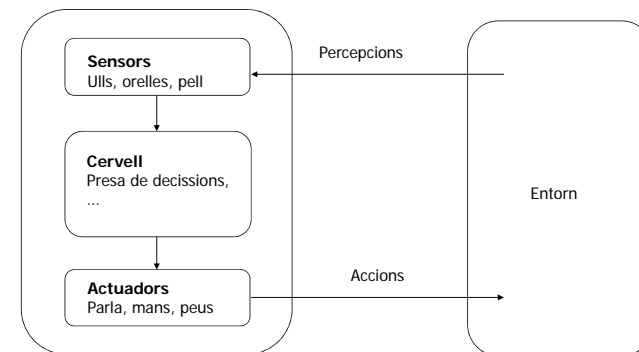 Sensors
Ulls, orelles, pell
Percepcions
Cervell
Presa de decissions,
...
Entorn
Actuadors
Parla, mans, peus
Accions